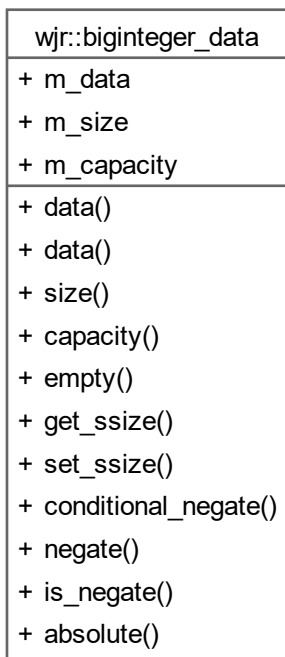 wjr::biginteger_data
+ m_data
+ m_size
+ m_capacity
+ data()
+ data()
+ size()
+ capacity()
+ empty()
+ get_ssize()
+ set_ssize()
+ conditional_negate()
+ negate()
+ is_negate()
+ absolute()